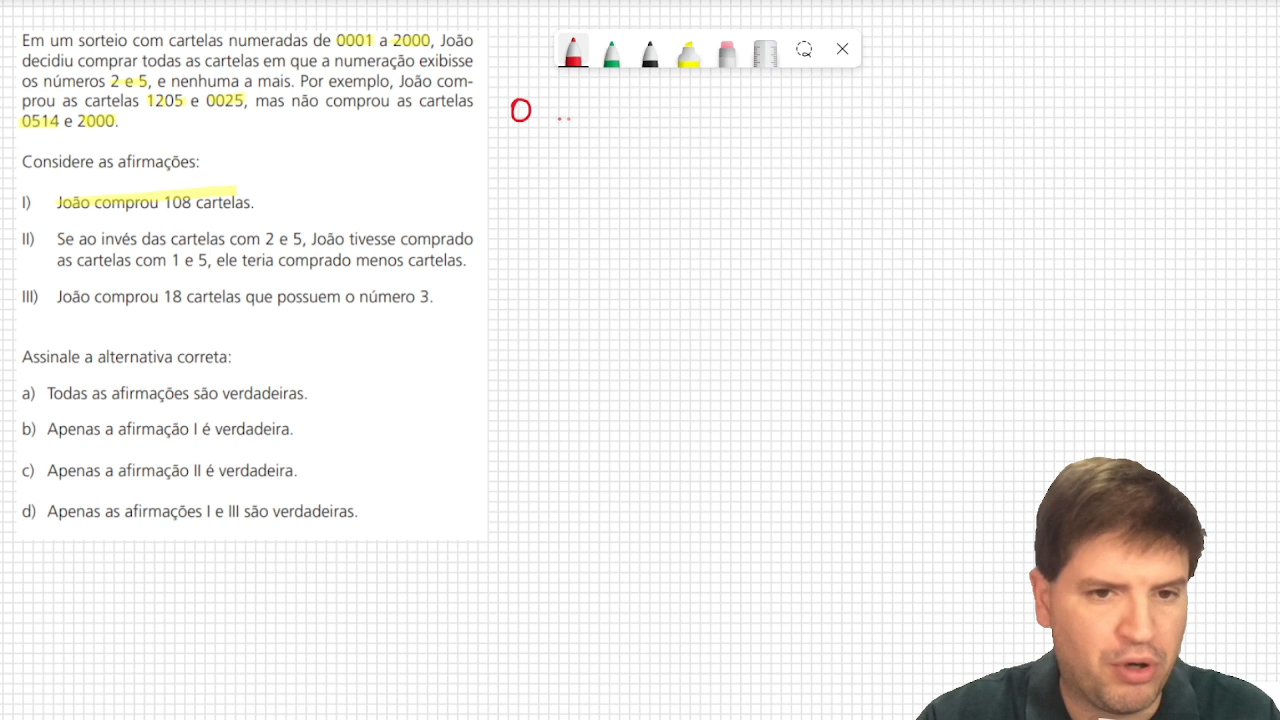 Em um sorteio com cartelas numeradas de 0001 a 2000, João
decidiu comprar todas as cartelas em que a numeração exibisse
os números 2 e 5, e nenhuma a mais. Por exemplo, João com-
prou as cartelas 1205 e 0025, mas não comprou as cartelas
0514 e 2000.
Considere as afirmações:
I) João comprou 108 cartelas.
II) Se ao invés das cartelas com 2 e 5, João tivesse comprado
as cartelas com 1 e 5, ele teria comprado menos cartelas.
III) João comprou 18 cartelas que possuem o número 3.
Assinale a alternativa correta:
a) Todas as afirmações são verdadeiras.
b) Apenas a afirmação I é verdadeira.
c) Apenas a afirmação II é verdadeira.
d) Apenas as afirmações I e III são verdadeiras.
0 ..